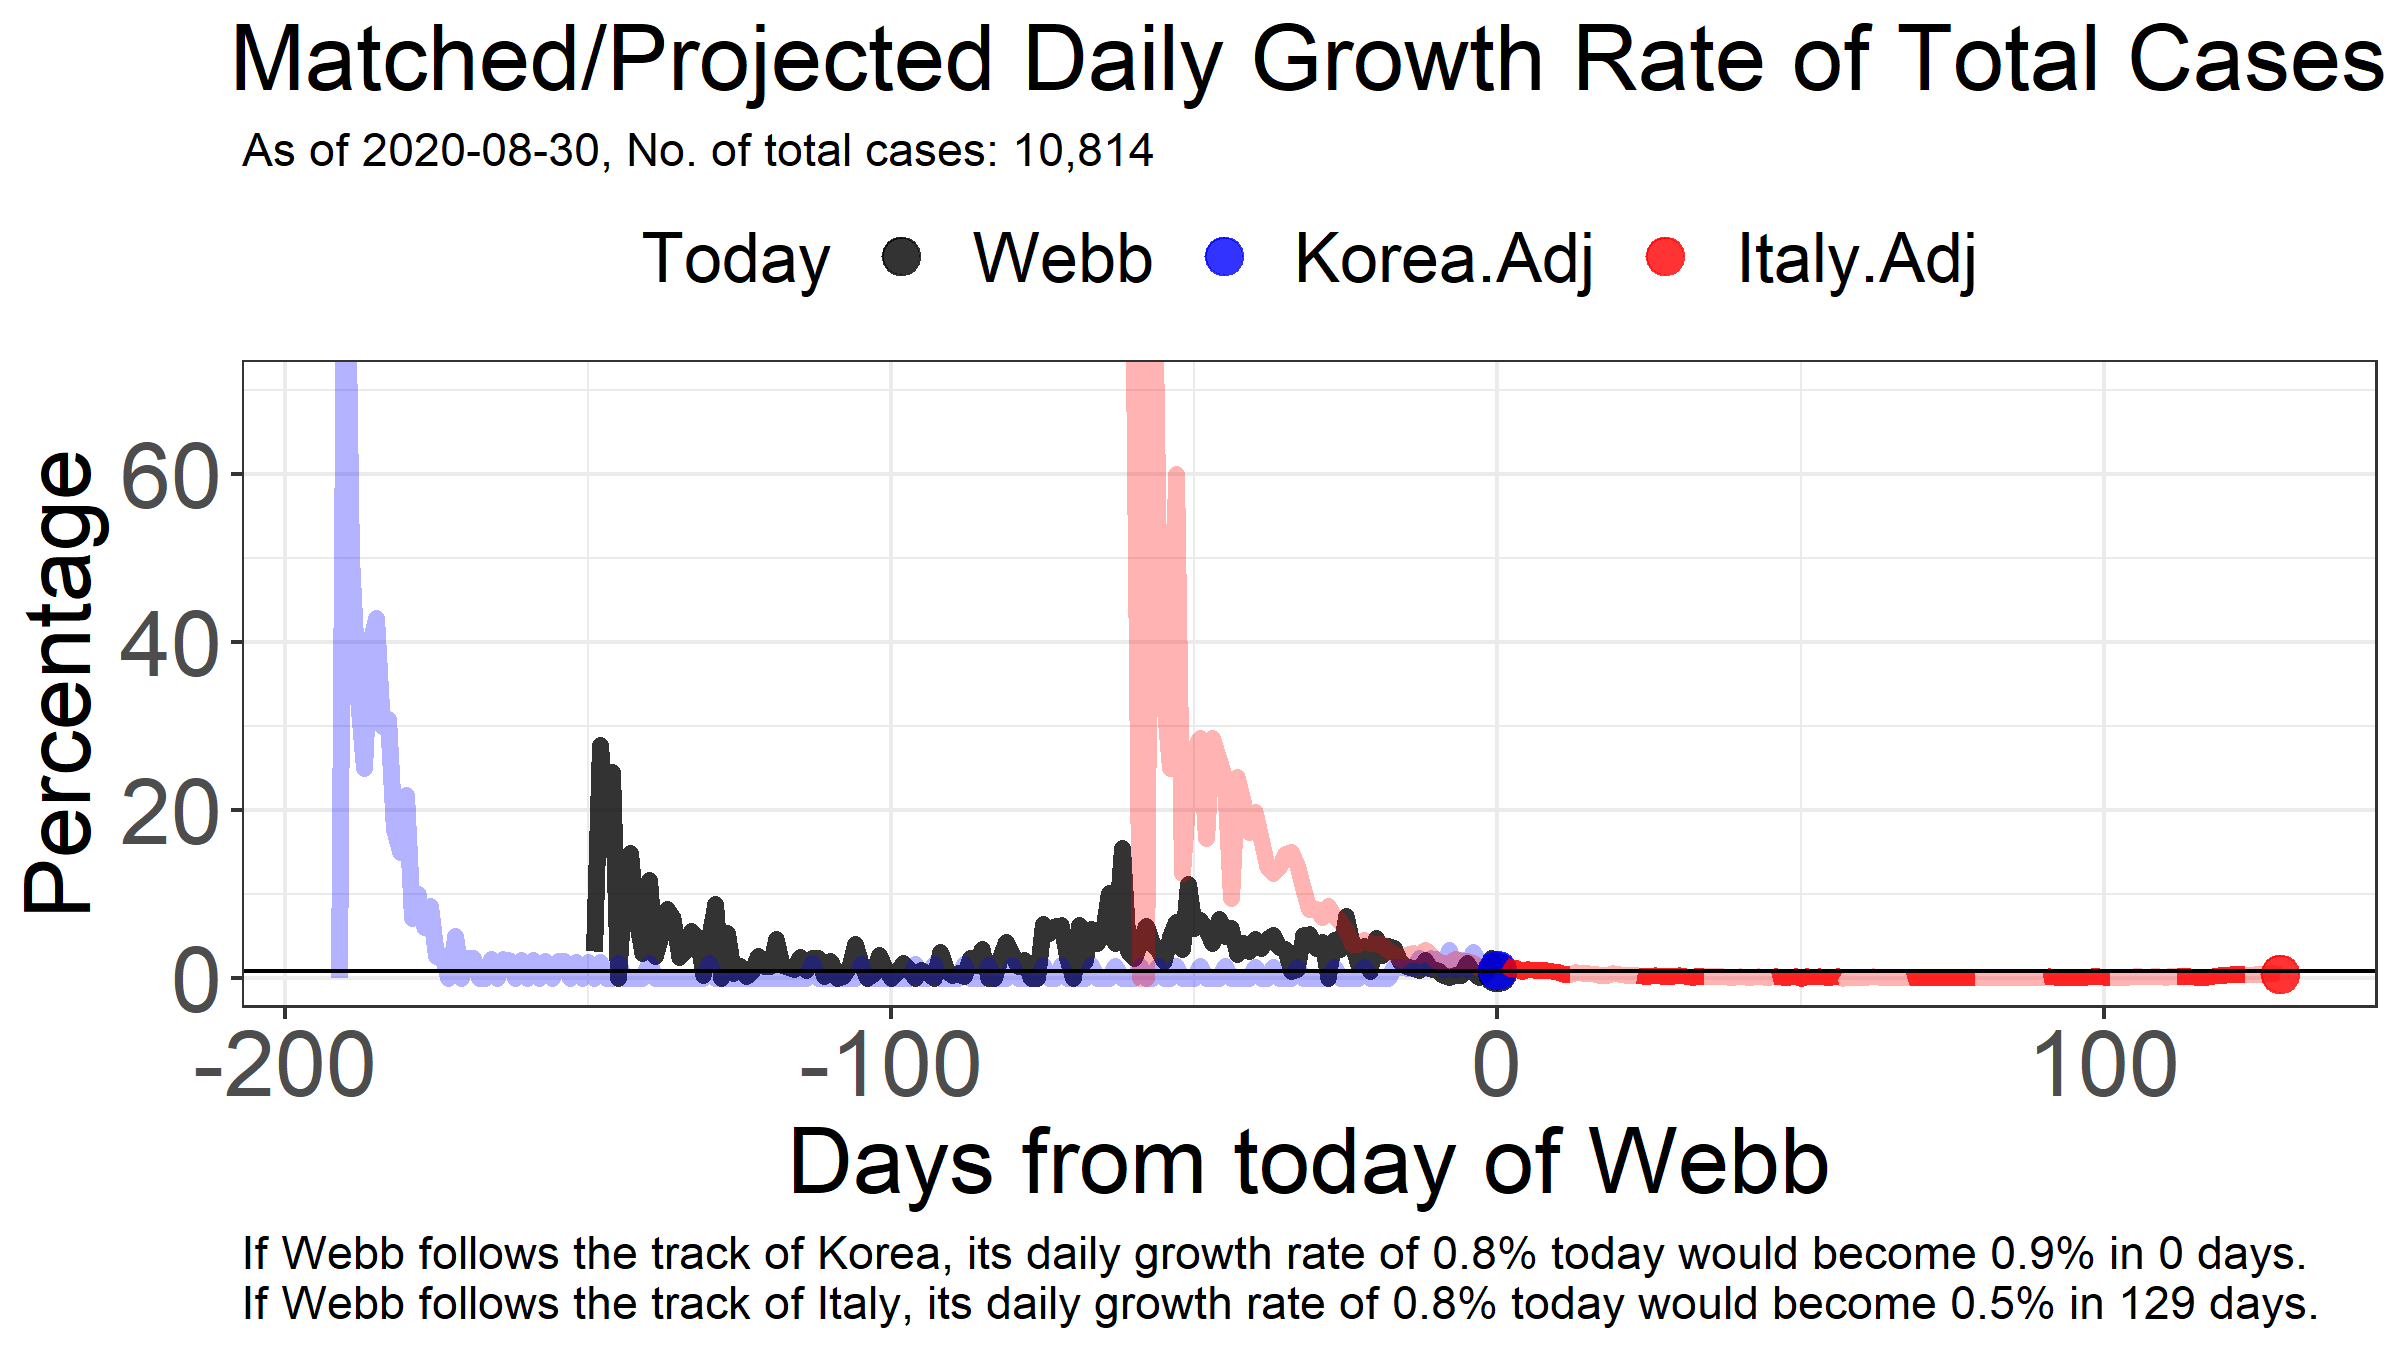 Matched/Projected Daily Growth Rate of Total Cases
As of 2020-08-30, No. of total cases: 10,814
Today Webb Korea.Adj Italy.Adj
Percentage
60
40
20
0
-200 -100 0 100
Days from today of Webb
If Webb follows the track of Korea, its daily growth rate of 0.8% today would become 0.9% in 0 days.
If Webb follows the track of Italy, its daily growth rate of 0.8% today would become 0.5% in 129 days.